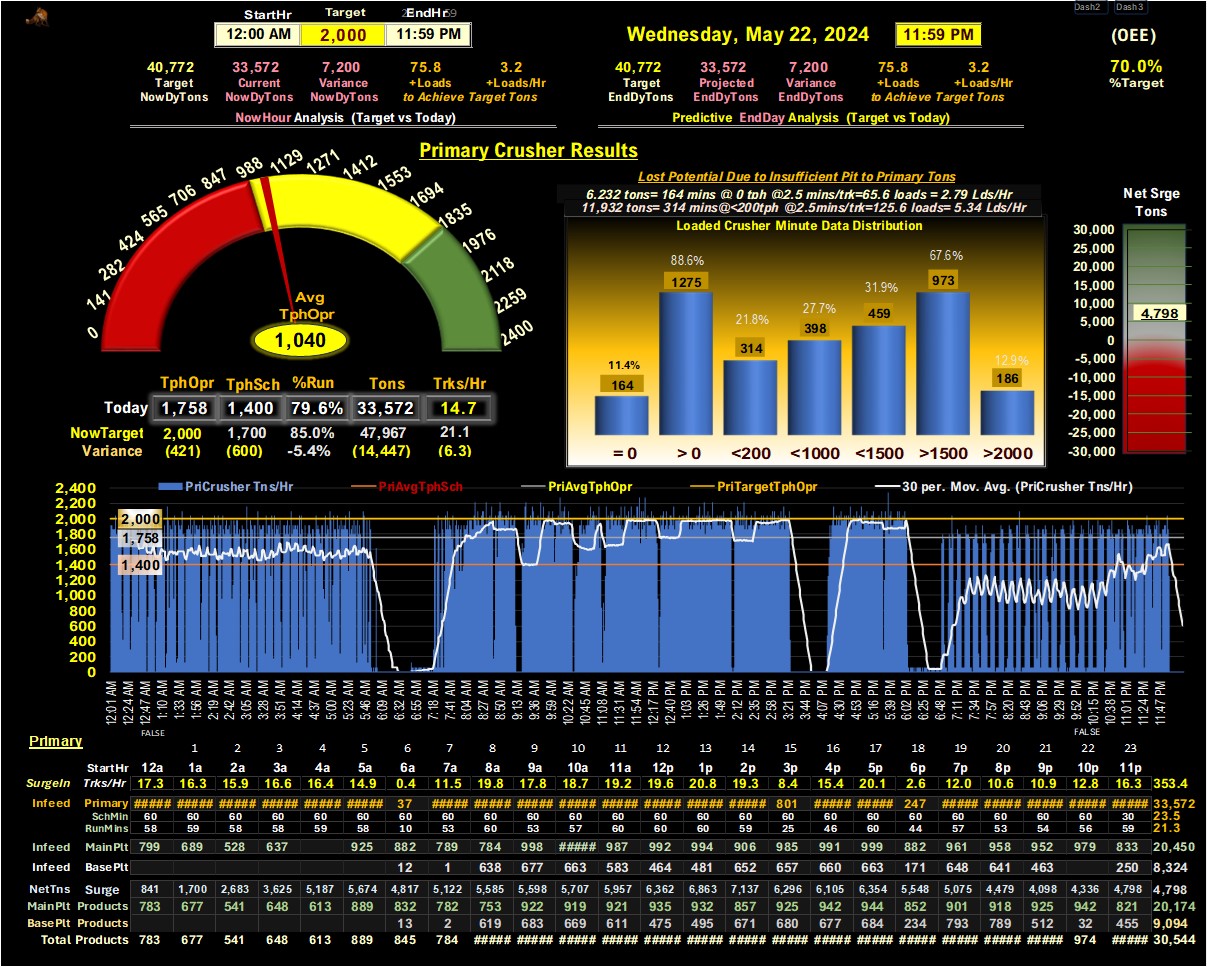 Dash2 Dash3
StartHr Target EndHr
12:00 AM 2,000 11:59 PM
Wednesday, May 22, 2024 11:59 PM (OEE)
40,772 33,572 7,200 75.8 3.2 40,772 33,572 7,200 75.8 3.2 70.0%
Target Current Variance +Loads +Loads/Hr Target Projected Variance +Loads +Loads/Hr %Target
NowDyTons NowDyTons NowDyTons to Achieve Target Tons EndDyTons EndDyTons EndDyTons to Achieve Target Tons
NowHour Analysis (Target vs Today) Predictive EndDay Analysis (Target vs Today)
Primary Crusher Results
0 141 282 424 565 706 847 988 1129 1271 1412 1553 1694 1835 1976 2118 2259 2400
Avg
TphOpr
1,040
Lost Potential Due to Insufficient Pit to Primary Tons
6.232 tons= 164 mins @ 0 tph @2.5 mins/trk=65.6 loads = 2.79 Lds/Hr
11,932 tons= 314 mins@<200tph @2.5mins/trk=125.6 loads= 5.34 Lds/Hr
Loaded Crusher Minute Data Distribution
11.4% 88.6% 21.8% 27.7% 31.9% 67.6% 12.9%
164 1275 314 398 459 973 186
= 0 > 0 <200 <1000 <1500 >1500 >2000
Net Srge
Tons
30,000
25,000
20,000
15,000
10,000
5,000
0
-5,000
-10,000
-15,000
-20,000
-25,000
-30,000
4,798
TphOpr TphSch %Run Tons Trks/Hr
Today 1,758 1,400 79.6% 33,572 14.7
NowTarget 2,000 1,700 85.0% 47,967 21.1
Variance (421) (600) -5.4% (14,447) (6.3)
PriCrusher Tns/Hr PriAvgTphSch PriAvgTphOpr PriTargetTphOpr 30 per. Mov. Avg. (PriCrusher Tns/Hr)
2,400
2,200
2,000
1,800
1,600
1,400
1,200
1,000
800
600
400
200
0
2,000
1,758
1,400
12:01 AM 12:24 AM 12:47 AM 1:10 AM 1:33 AM 1:56 AM 2:19 AM 2:42 AM 3:05 AM 3:28 AM 3:51 AM 4:14 AM 4:37 AM 5:00 AM 5:23 AM 5:46 AM 6:09 AM 6:32 AM 6:55 AM 7:18 AM 7:41 AM 8:04 AM 8:27 AM 8:50 AM 9:13 AM 9:36 AM 9:59 AM 10:22 AM 10:45 AM 11:08 AM 11:31 AM 11:54 AM 12:17 PM 12:40 PM 1:03 PM 1:26 PM 1:49 PM 2:12 PM 2:35 PM 2:58 PM 3:21 PM 3:44 PM 4:07 PM 4:30 PM 4:53 PM 5:16 PM 5:39 PM 6:02 PM 6:25 PM 6:48 PM 7:11 PM 7:34 PM 7:57 PM 8:20 PM 8:43 PM 9:06 PM 9:29 PM 9:52 PM 10:15 PM 10:38 PM 11:01 PM 11:24 PM 11:47 PM
FALSE FALSE
Primary 1 2 3 4 5 6 7 8 9 10 11 12 13 14 15 16 17 18 19 20 21 22 23
StartHr 12a 1a 2a 3a 4a 5a 6a 7a 8a 9a 10a 11a 12p 1p 2p 3p 4p 5p 6p 7p 8p 9p 10p 11p
SurgeIn Trks/Hr 17.3 16.3 15.9 16.6 16.4 14.9 0.4 11.5 19.8 17.8 18.7 19.2 19.6 20.8 19.3 8.4 15.4 20.1 2.6 12.0 10.6 10.9 12.8 16.3 353.4
Infeed Primary ##### ##### ##### ##### ##### ##### 37 ##### ##### ##### ##### ##### ##### ##### ##### 801 ##### ##### 247 ##### ##### ##### ##### ##### 33,572
SchMin 60 60 60 60 60 60 60 60 60 60 60 60 60 60 60 60 60 60 60 60 60 60 60 30 23.5
RunMins 58 59 58 58 59 58 10 53 60 53 57 60 60 60 59 25 46 60 44 57 53 54 56 59 21.3
Infeed MainPlt 799 689 528 637 925 882 789 784 998 ##### 987 992 994 906 985 991 999 882 961 958 952 979 833 20,450
Infeed BasePlt 12 1 638 677 663 583 464 481 652 657 660 663 171 648 641 463 250 8,324
NetTns Surge 841 1,700 2,683 3,625 5,187 5,674 4,817 5,122 5,585 5,598 5,707 5,957 6,362 6,863 7,137 6,296 6,105 6,354 5,548 5,075 4,479 4,098 4,336 4,798 4,798
MainPlt Products 783 677 541 648 613 889 832 782 753 922 919 921 935 932 857 925 942 944 852 901 918 925 942 821 20,174
BasePlt Products 13 2 619 683 669 611 475 495 671 680 677 684 234 793 789 512 32 455 9,094
Total Products 783 677 541 648 613 889 845 784 ##### ##### ##### ##### ##### ##### ##### ##### ##### ##### ##### ##### ##### ##### 974 ##### 30,544